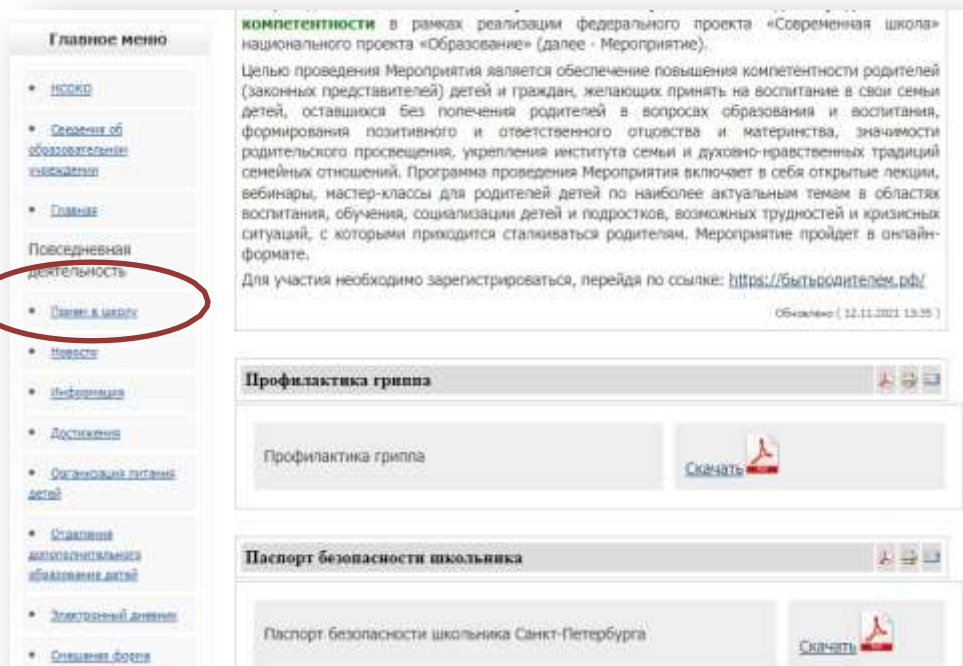 Главное меню
НСОКО
Сведения об
образовательном
учреждении
Главная
Повседневная
деятельность
Прием в школу
Новости
Информация
Достижения
Организация питания
детей
Отделение
дополнительного
образования детей
Электронный дневник
Смешанная форма
компетентности в рамках реализации федерального проекта «Современная школа»
национального проекта «Образование» (далее - Мероприятие).
Целью проведения Мероприятия является обеспечение повышения компетентности родителей
(законных представителей) детей и граждан, желающих принять на воспитание в свои семьи
детей, оставшихся без попечения родителей в вопросах образования и воспитания,
формирования позитивного и ответственного отцовства и материнства, значимости
родительского просвещения, укрепления института семьи и духовно-нравственных традиций
семейных отношений. Программа проведения Мероприятия включает в себя открытые лекции,
вебинары, мастер-классы для родителей детей по наиболее актуальным темам в областях
воспитания, обучения, социализации детей и подростков, возможных трудностей и кризисных
ситуаций, с которыми приходится сталкиваться родителям. Мероприятие пройдет в онлайн-
формате.
Для участия необходимо зарегистрироваться, перейдя по ссылке: https://бытьродителем.рф/
Обновлено ( 12.11.2021 13:35 )
Профилактика гриппа
Профилактика гриппа
Скачать
Паспорт безопасности школьника
Паспорт безопасности школьника Санкт-Петербурга
Скачать